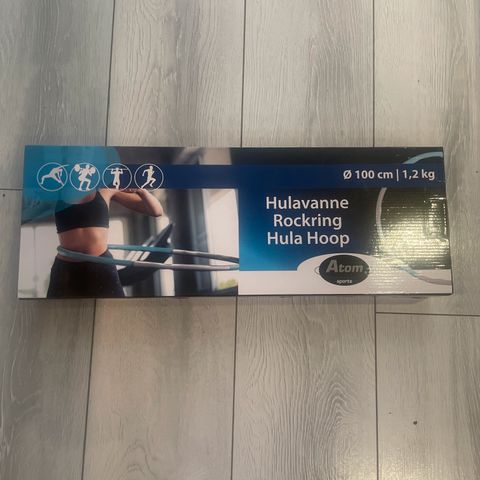 Ø 100 cm | 1,2 kg
Hulavanne
Rockring
Hula Hoop
Atom
sports